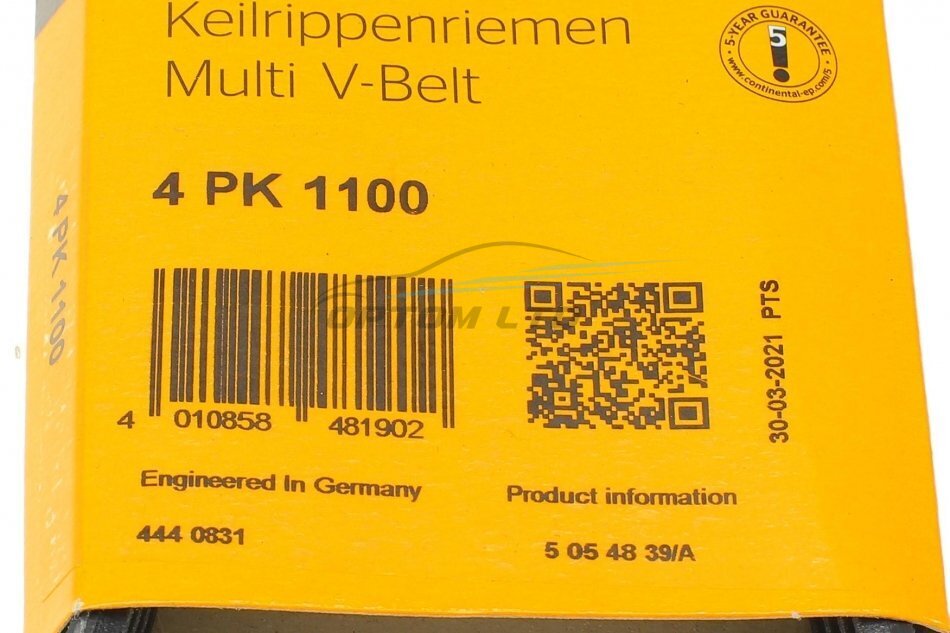 Keilrippenriemen
Multi V-Belt
5-YEAR GUARANTEE
5
www.continental-ep.com/5
4 PK 1100
4 PK 1100
4 010858 481902
30-03-2021 PTS
Engineered In Germany
Product information
444 0831
5 05 48 39/A